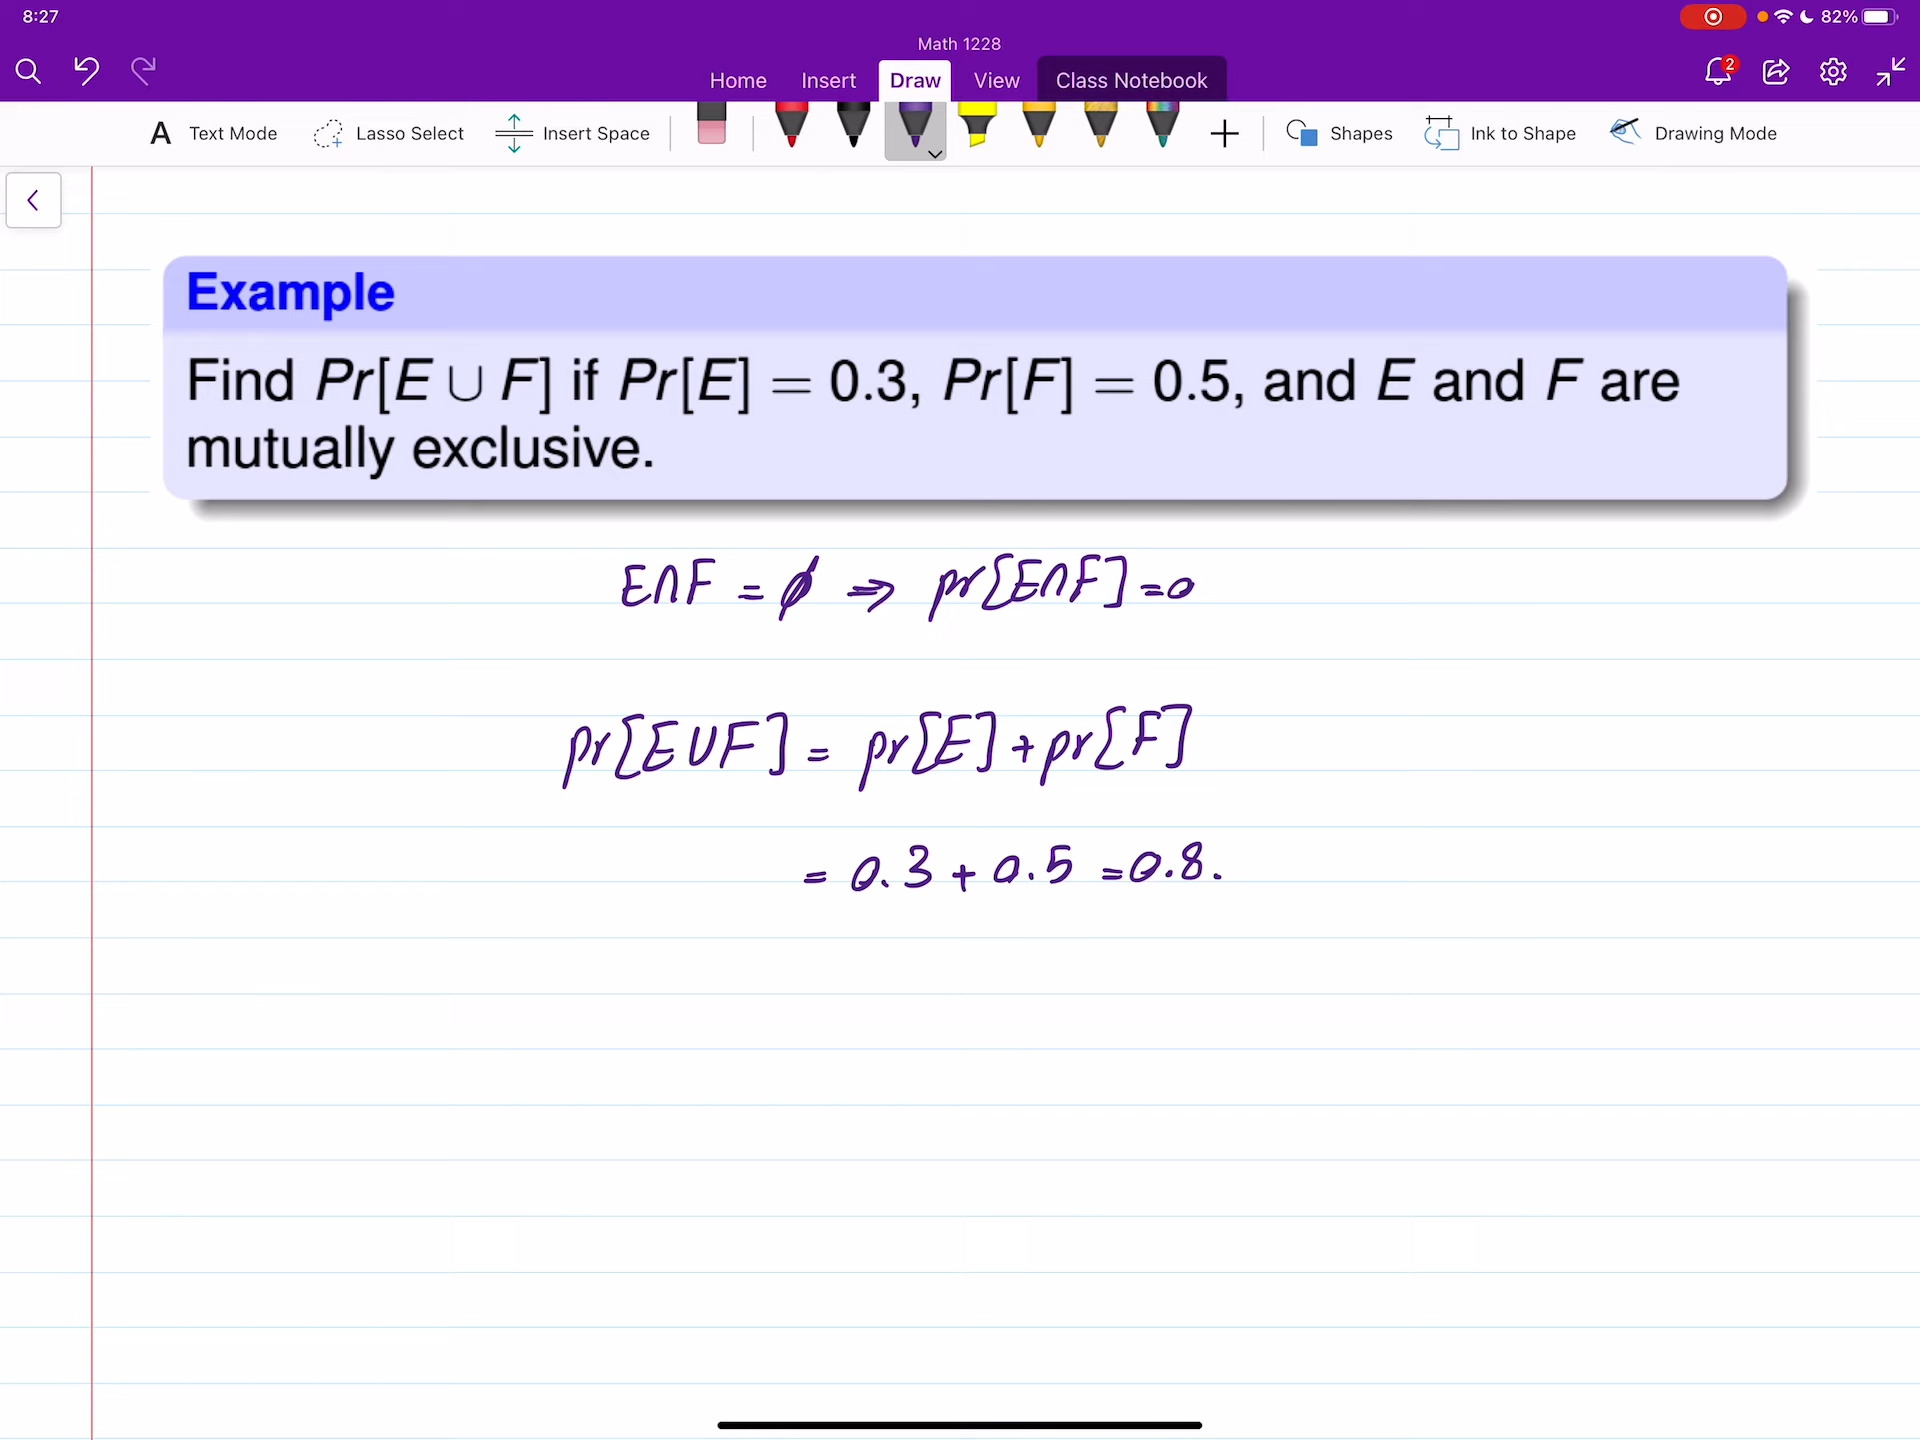 8:27
82%
Math 1228
2
Home Insert Draw View Class Notebook
A Text Mode Lasso Select Insert Space Shapes Ink to Shape Drawing Mode
Example
Find Pr[E ∪ F] if Pr[E] = 0.3, Pr[F] = 0.5, and E and F are
mutually exclusive.
E∩F = ∅ ⇒ pr[E∩F] = 0
pr[E∪F] = pr[E] + pr[F]
= 0.3 + 0.5 = 0.8.